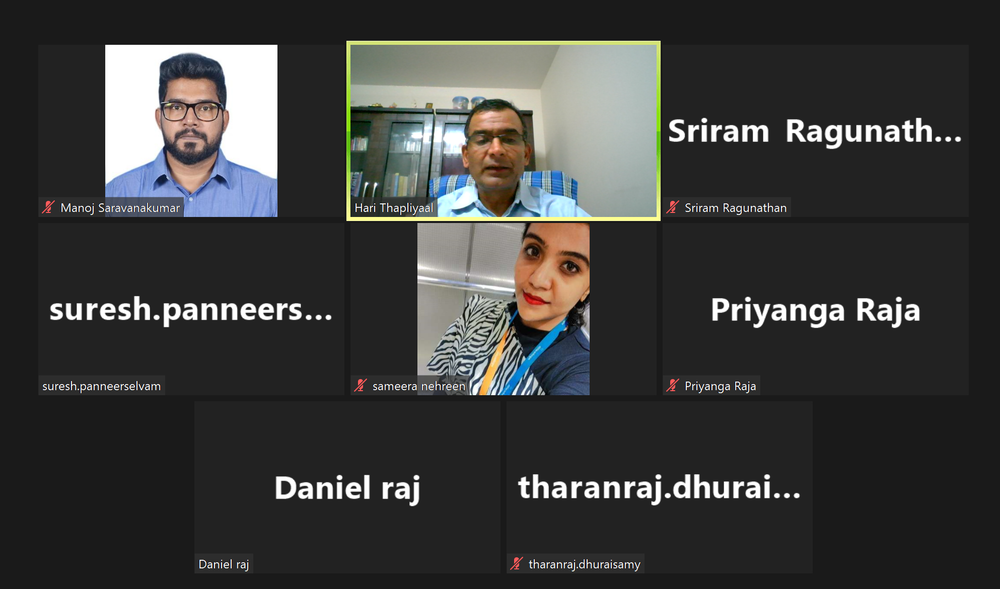 Manoj Saravanakumar
Hari Thapliyaal
Sriram Ragunath...
Sriram Ragunathan
suresh.panneers...
suresh.panneerselvam
sameera nehreen
Priyanga Raja
Priyanga Raja
Daniel raj
Daniel raj
tharanraj.dhurai...
tharanraj.dhuraisamy